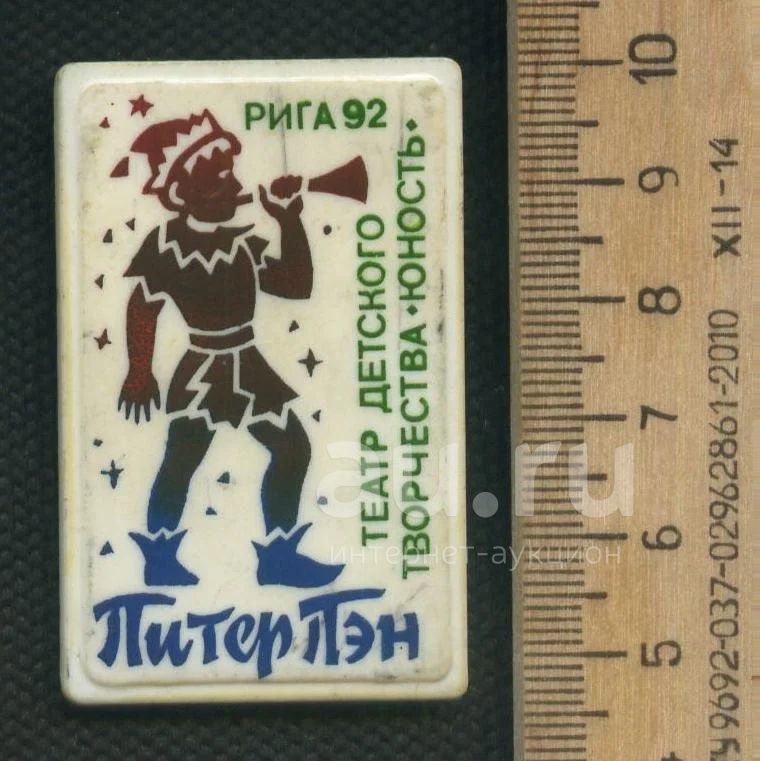 РИГА 92
ТЕАТР ДЕТСКОГО
ТВОРЧЕСТВА • ЮНОСТЬ •
Питер Пэн
au.ru
интернет-аукцион
10
9
8
7
6
5
ТУ 9692-037-02962861-2010 XII-14